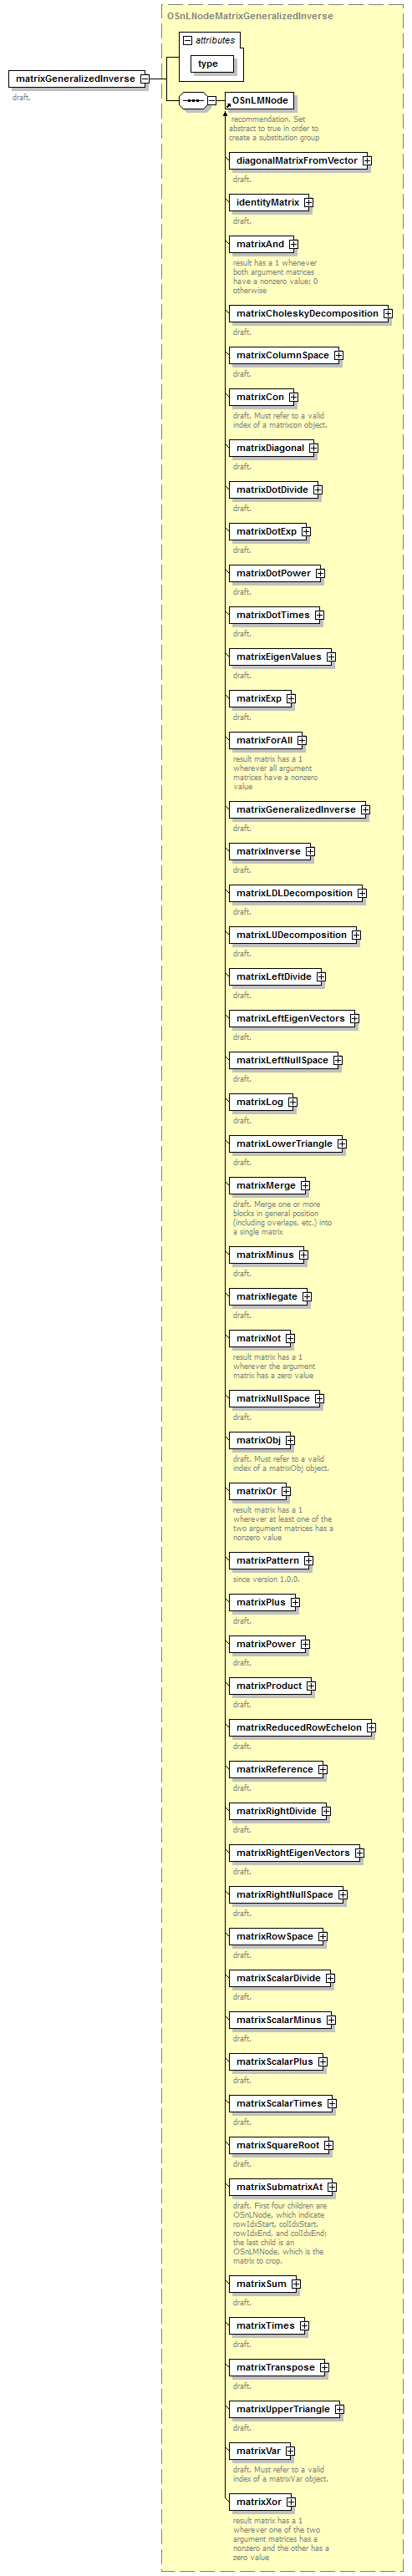 OSnLNodeMatrixGeneralizedInverse
attributes
type
matrixGeneralizedInverse
draft.
OSnLMNode
recommendation. Set
abstract to true in order to
create a substitution group
diagonalMatrixFromVector
draft.
identityMatrix
draft.
matrixAnd
result has a 1 whenever
both argument matrices
have a nonzero value; 0
otherwise
matrixCholeskyDecomposition
draft.
matrixColumnSpace
draft.
matrixCon
draft. Must refer to a valid
index of a matrixcon object.
matrixDiagonal
draft.
matrixDotDivide
draft.
matrixDotExp
draft.
matrixDotPower
draft.
matrixDotTimes
draft.
matrixEigenValues
draft.
matrixExp
draft.
matrixForAll
result matrix has a 1
wherever all argument
matrices have a nonzero
value
matrixGeneralizedInverse
draft.
matrixInverse
draft.
matrixLDLDecomposition
draft.
matrixLUDecomposition
draft.
matrixLeftDivide
draft.
matrixLeftEigenVectors
draft.
matrixLeftNullSpace
draft.
matrixLog
draft.
matrixLowerTriangle
draft.
matrixMerge
draft. Merge one or more
blocks in general position
(including overlaps, etc.) into
a single matrix
matrixMinus
draft.
matrixNegate
draft.
matrixNot
result matrix has a 1
wherever the argument
matrix has a zero value
matrixNullSpace
draft.
matrixObj
draft. Must refer to a valid
index of a matrixObj object.
matrixOr
result matrix has a 1
wherever at least one of the
two argument matrices has a
nonzero value
matrixPattern
since version 1.0.0.
matrixPlus
draft.
matrixPower
draft.
matrixProduct
draft.
matrixReducedRowEchelon
draft.
matrixReference
draft.
matrixRightDivide
draft.
matrixRightEigenVectors
draft.
matrixRightNullSpace
draft.
matrixRowSpace
draft.
matrixScalarDivide
draft.
matrixScalarMinus
draft.
matrixScalarPlus
draft.
matrixScalarTimes
draft.
matrixSquareRoot
draft.
matrixSubmatrixAt
draft. First four children are
OSnLNode, which indicate
rowIdxStart, colIdxStart,
rowIdxEnd, and colIdxEnd;
the last child is an
OSnLMNode, which is the
matrix to crop.
matrixSum
draft.
matrixTimes
draft.
matrixTranspose
draft.
matrixUpperTriangle
draft.
matrixVar
draft. Must refer to a valid
index of a matrixVar object.
matrixXor
result matrix has a 1
wherever one of the two
argument matrices has a
nonzero and the other has a
zero value